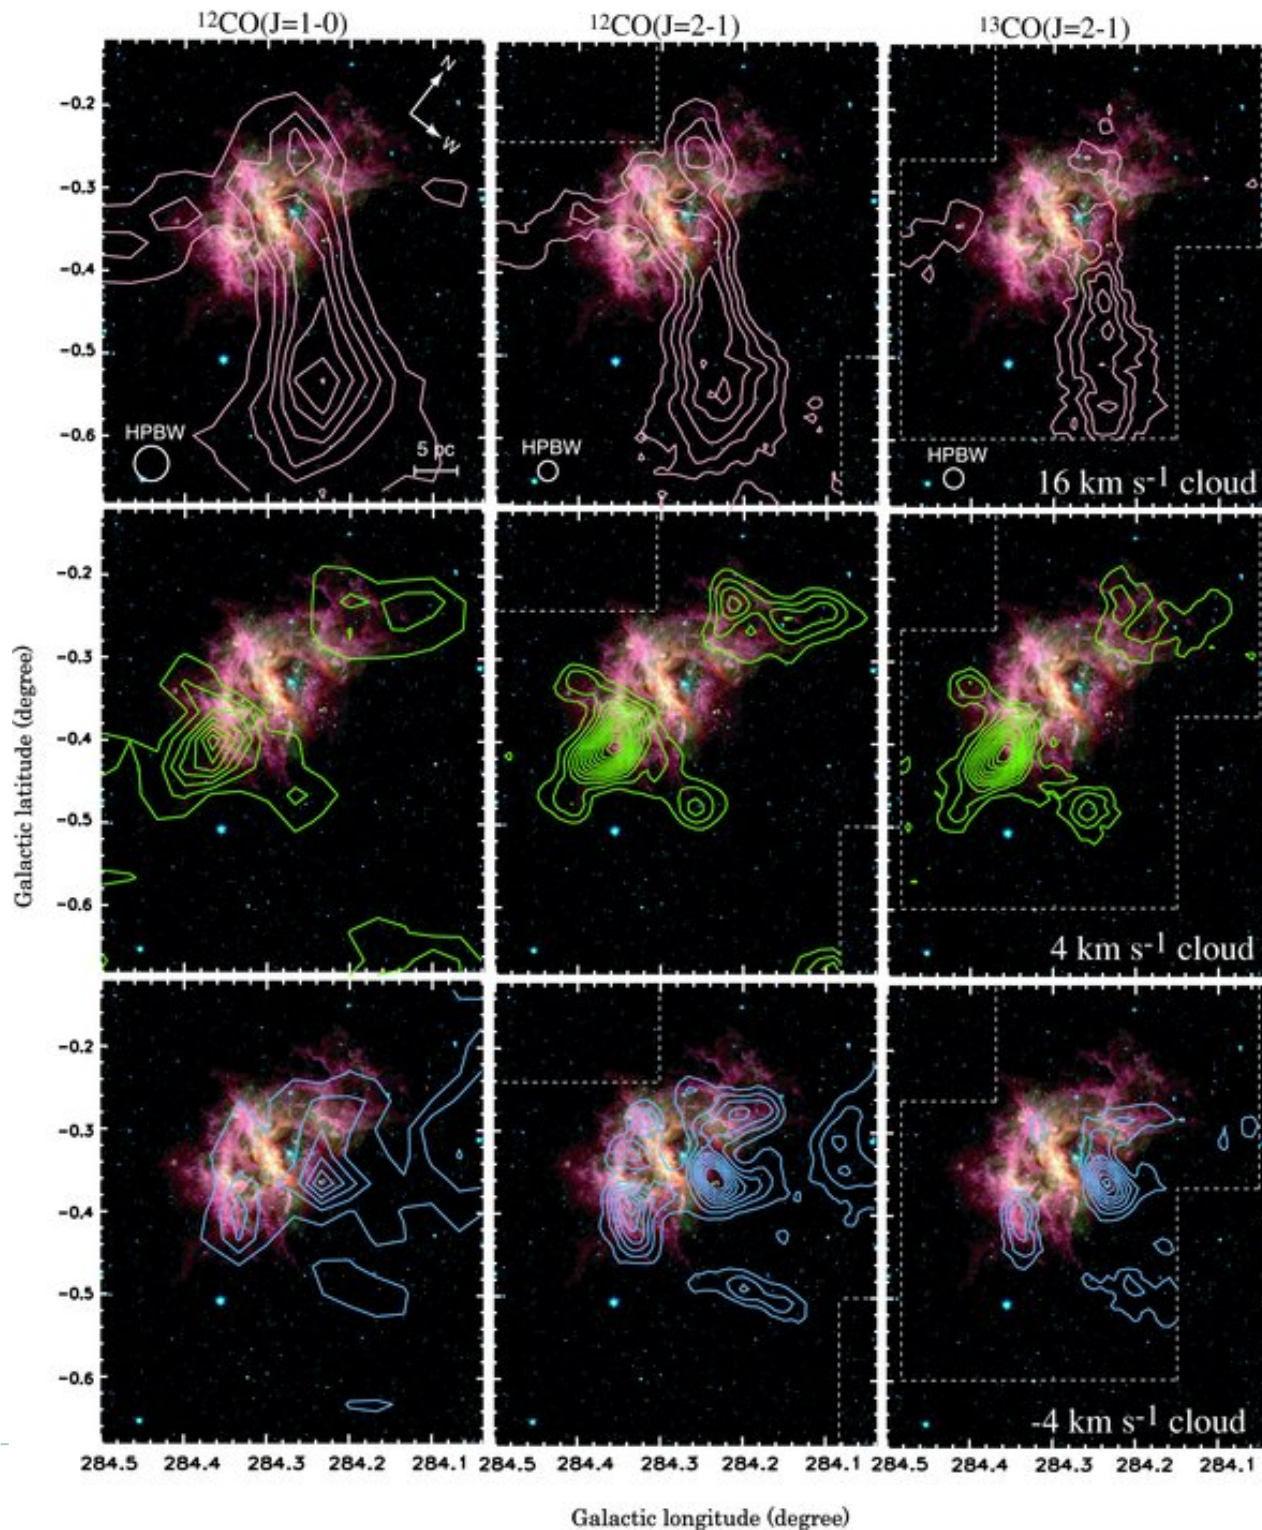 ¹²CO(J=1-0) ¹²CO(J=2-1) ¹³CO(J=2-1)
N
W
−0.2
−0.3
−0.4
−0.5
−0.6
HPBW
5 pc
HPBW
HPBW
16 km s⁻¹ cloud
−0.2
−0.3
−0.4
−0.5
−0.6
Galactic latitude (degree)
4 km s⁻¹ cloud
−0.2
−0.3
−0.4
−0.5
−0.6
-4 km s⁻¹ cloud
284.5 284.4 284.3 284.2 284.1 284.5 284.4 284.3 284.2 284.1 284.5 284.4 284.3 284.2 284.1
Galactic longitude (degree)